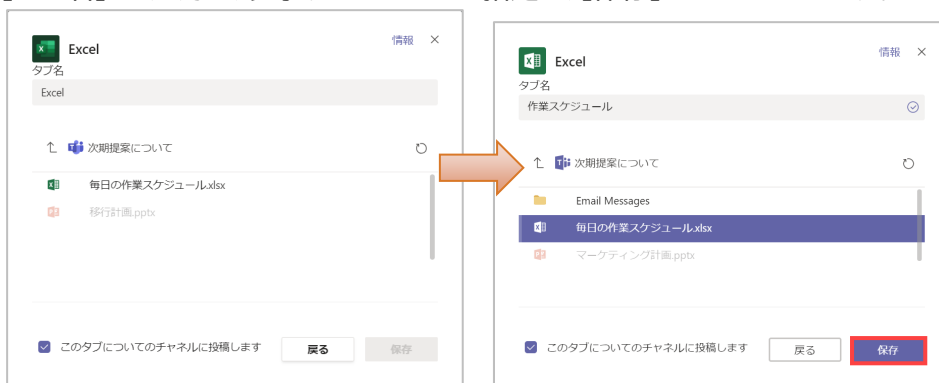 Excel
情報
タブ名
Excel
次期提案について
毎日の作業スケジュール.xlsx
移行計画.pptx
このタブについてのチャネルに投稿します
戻る
保存
Excel
情報
タブ名
作業スケジュール
次期提案について
Email Messages
毎日の作業スケジュール.xlsx
マーケティング計画.pptx
このタブについてのチャネルに投稿します
戻る
保存